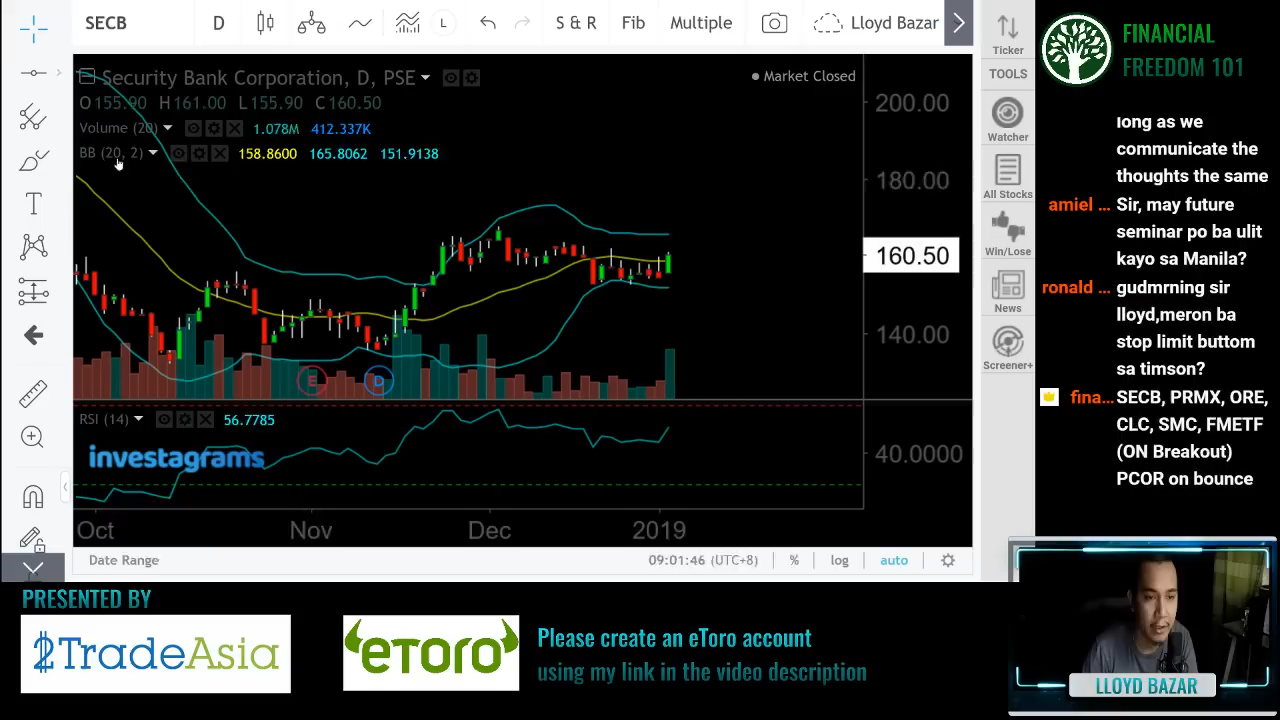 SECB D L S & R Fib Multiple Lloyd Bazar
Security Bank Corporation, D, PSE
Market Closed
O 155.90 H 161.00 L 155.90 C 160.50
Volume (20) 1.078M 412.337K
BB (20, 2) 158.8600 165.8062 151.9138
200.00
180.00
160.50
140.00
E D
RSI (14) 56.7785
40.0000
investagrams
Oct Nov Dec 2019
Date Range 09:01:46 (UTC+8) % log auto
T
Ticker
TOOLS
Watcher
All Stocks
Win/Lose
News
Screener+
FINANCIAL
FREEDOM 101
long as we
communicate the
thoughts the same
amiel ... Sir, may future
seminar po ba ulit
kayo sa Manila?
ronald ... gudmrning sir
lloyd,meron ba
stop limit buttom
sa timson?
fina... SECB, PRMX, ORE,
CLC, SMC, FMETF
(ON Breakout)
PCOR on bounce
PRESENTED BY
2TradeAsia
eToro
Please create an eToro account
using my link in the video description
LLOYD BAZAR